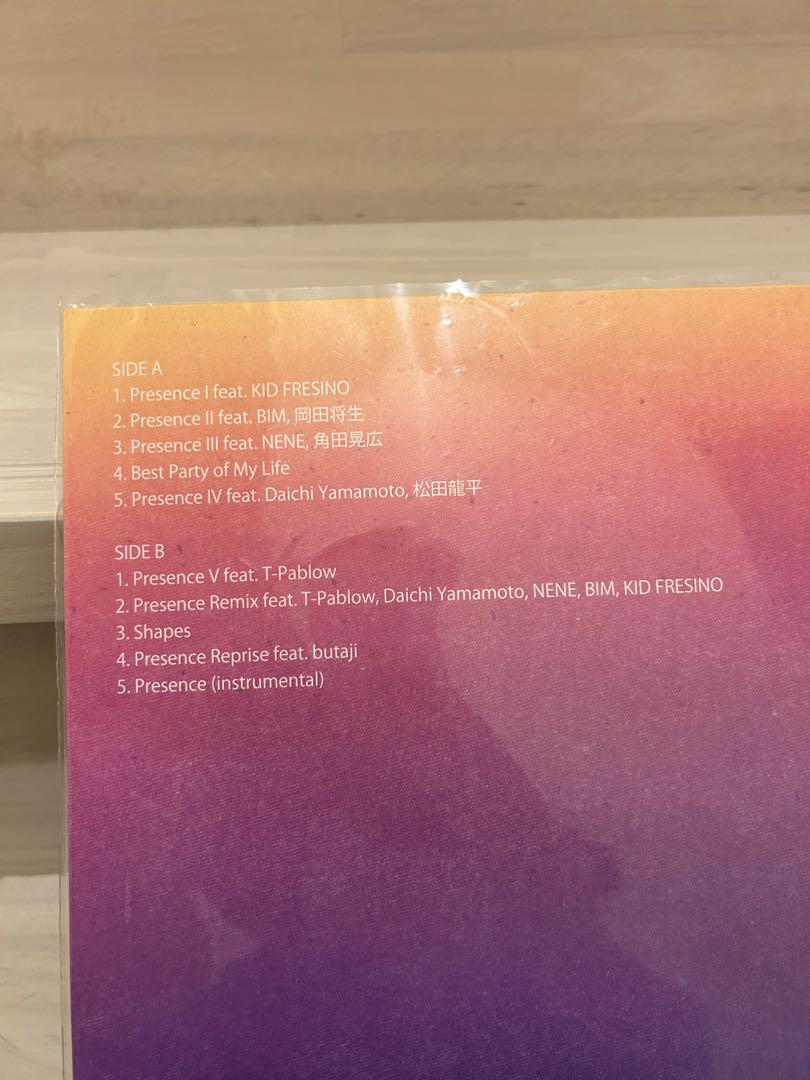 SIDE A
1. Presence I feat. KID FRESINO
2. Presence II feat. BIM, 岡田将生
3. Presence III feat. NENE, 角田晃広
4. Best Party of My Life
5. Presence IV feat. Daichi Yamamoto, 松田龍平
SIDE B
1. Presence V feat. T-Pablow
2. Presence Remix feat. T-Pablow, Daichi Yamamoto, NENE, BIM, KID FRESINO
3. Shapes
4. Presence Reprise feat. butaji
5. Presence (instrumental)